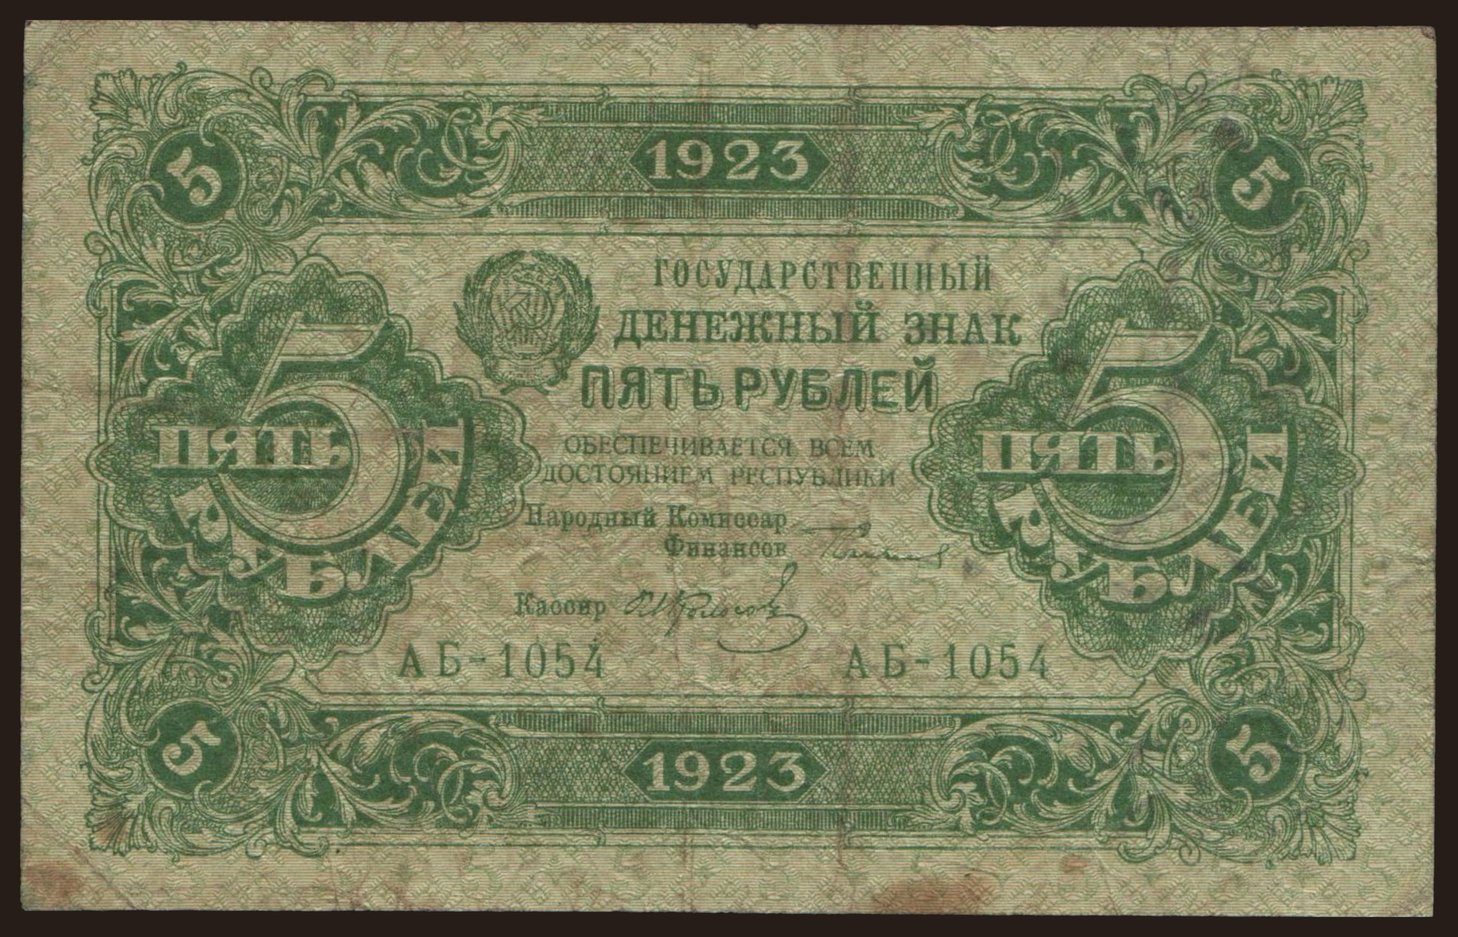 1923
5 5
ГОСУДАРСТВЕННЫЙ
ДЕНЕЖНЫЙ ЗНАК
ПЯТЬ РУБЛЕЙ
5 ПЯТЬ РУБЛЕЙ
5 ПЯТЬ РУБЛЕЙ
ОБЕСПЕЧИВАЕТСЯ ВСЕМ
ДОСТОЯНИЕМ РЕСПУБЛИКИ
Народный Комиссар
Финансов
Кассир
АБ-1054 АБ-1054
5 5
1923